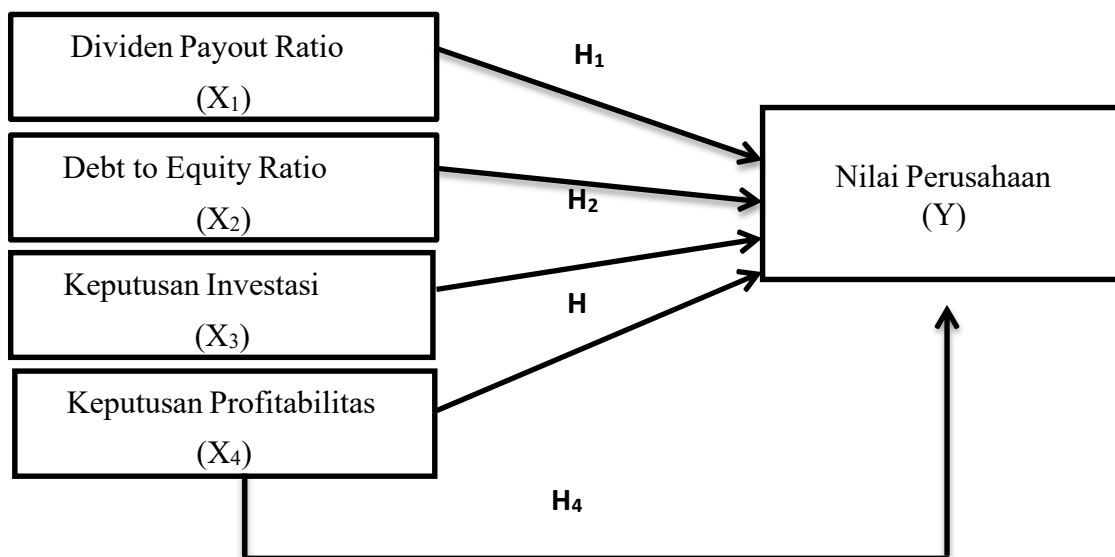 Dividen Payout Ratio
(X₁)
H₁
Debt to Equity Ratio
(X₂)
H₂
Nilai Perusahaan
(Y)
Keputusan Investasi
(X₃)
H
Keputusan Profitabilitas
(X₄)
H₄